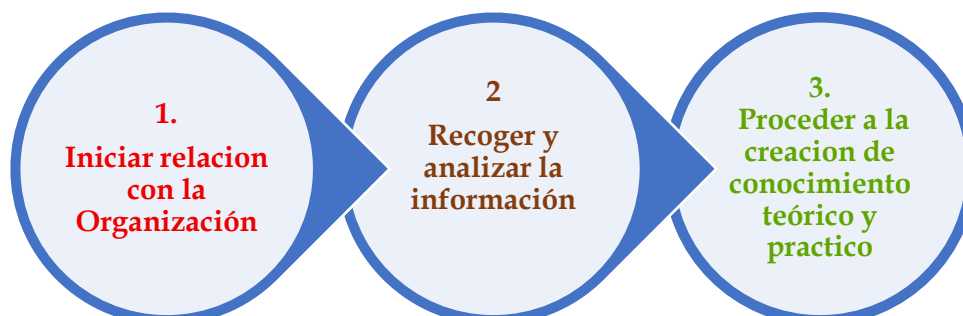 1.
Iniciar relacion
con la
Organización
2
Recoger y
analizar la
información
3.
Proceder a la
creacion de
conocimiento
teórico y
practico